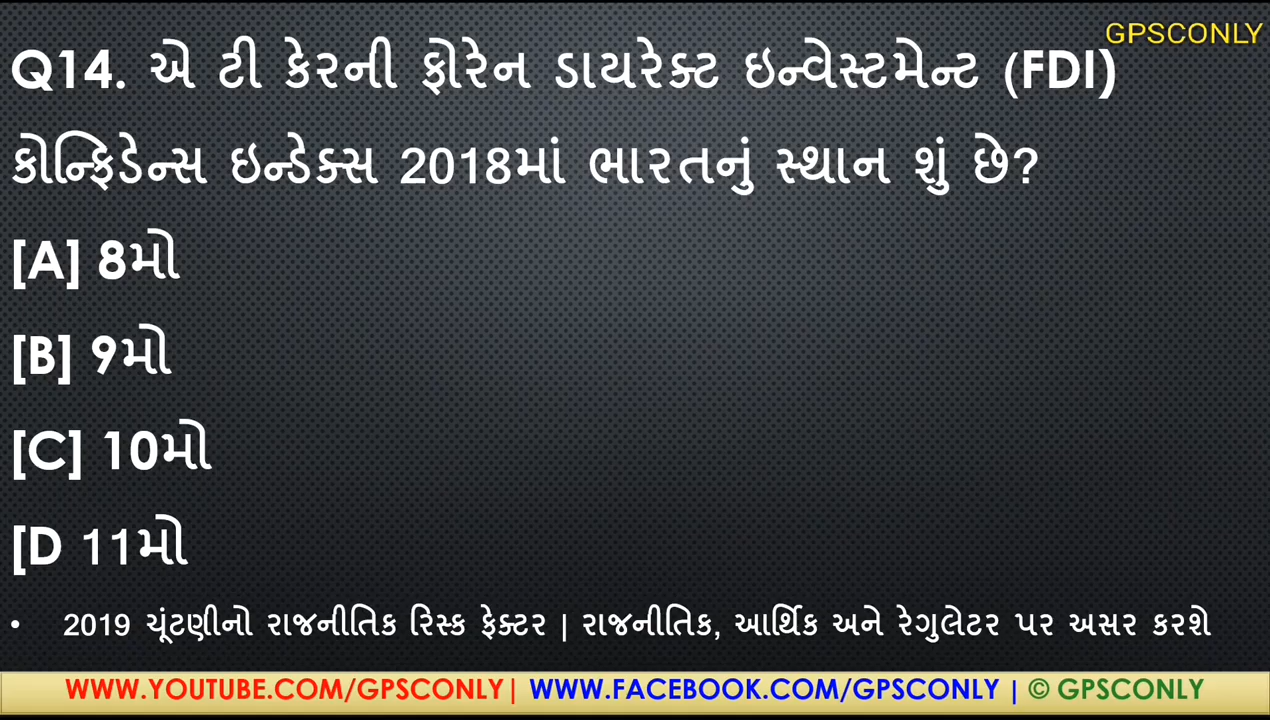 GPSCONLY
Q14. એ ટી કેરની ફોરેન ડાયરેક્ટ ઇન્વેસ્ટમેન્ટ (FDI)
કોન્ફિડેન્સ ઇન્ડેક્સ 2018માં ભારતનું સ્થાન શું છે?
[A] 8મો
[B] 9મો
[C] 10મો
[D 11મો
• 2019 ચૂંટણીનો રાજનીતિક રિસ્ક ફેક્ટર | રાજનીતિક, આર્થિક અને રેગુલેટર પર અસર કરશે
WWW.YOUTUBE.COM/GPSCONLY| WWW.FACEBOOK.COM/GPSCONLY | © GPSCONLY